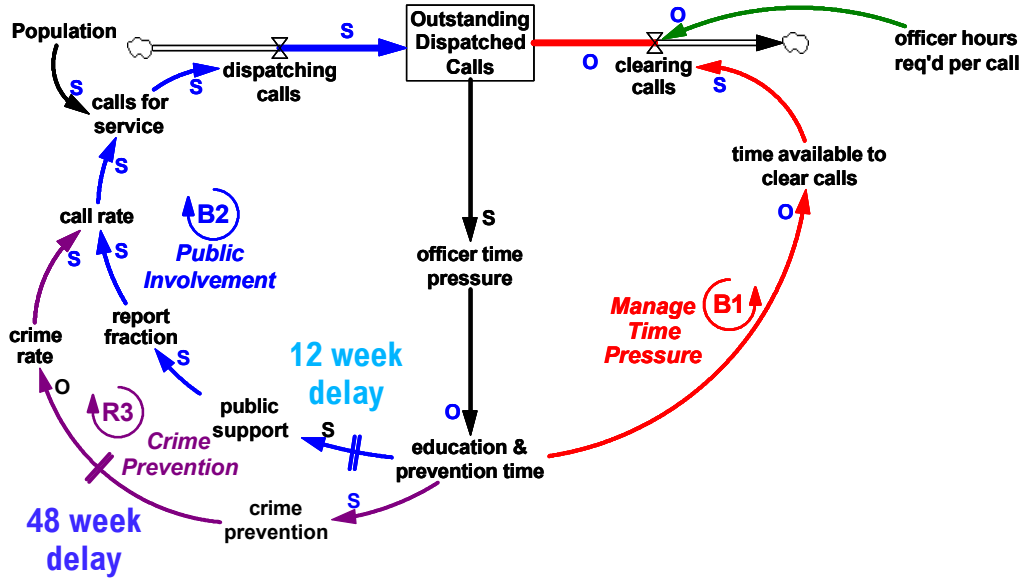 Population
S
Outstanding
Dispatched
Calls
O
officer hours
req'd per call
dispatching
calls
S
O
clearing
calls
S
S
calls for
service
S
time available to
clear calls
O
call rate
S
S
B2
Public
Involvement
S
officer time
pressure
Manage
Time
Pressure
B1
report
fraction
crime
rate
S
O
12 week
delay
R3
Crime
Prevention
public
support
S
O
education &
prevention time
S
crime
prevention
48 week
delay